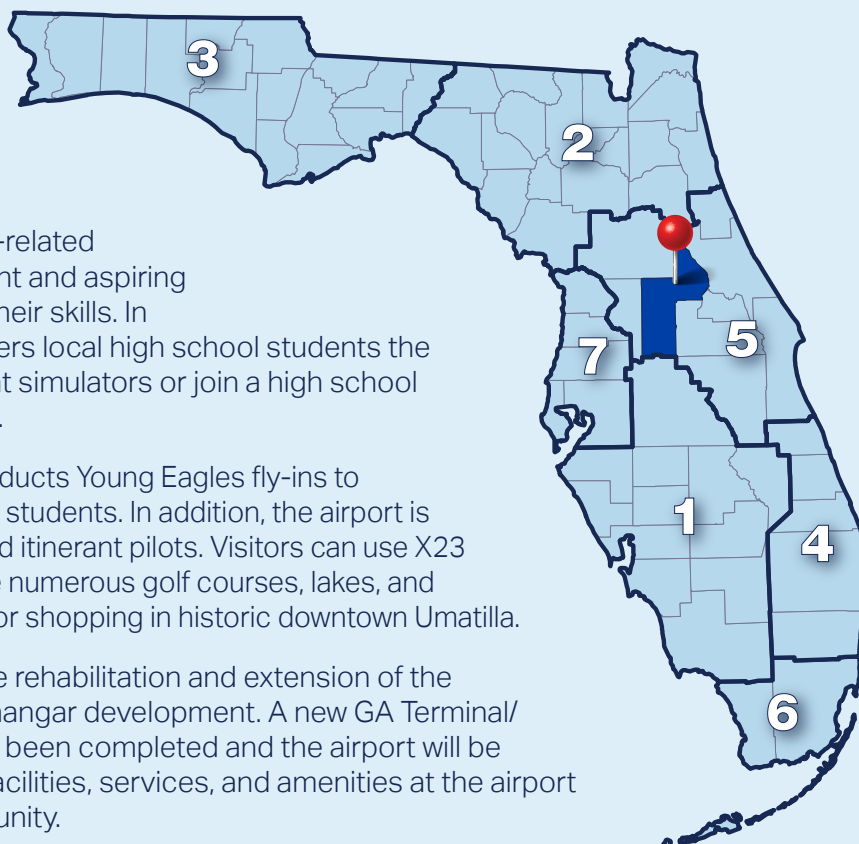 3
2
-related
nt and aspiring
heir skills. In
ers local high school students the
nt simulators or join a high school
.
ducts Young Eagles fly-ins to
students. In addition, the airport is
d itinerant pilots. Visitors can use X23
e numerous golf courses, lakes, and
or shopping in historic downtown Umatilla.
e rehabilitation and extension of the
hangar development. A new GA Terminal/
been completed and the airport will be
acilities, services, and amenities at the airport
unity.
5
7
1
4
6